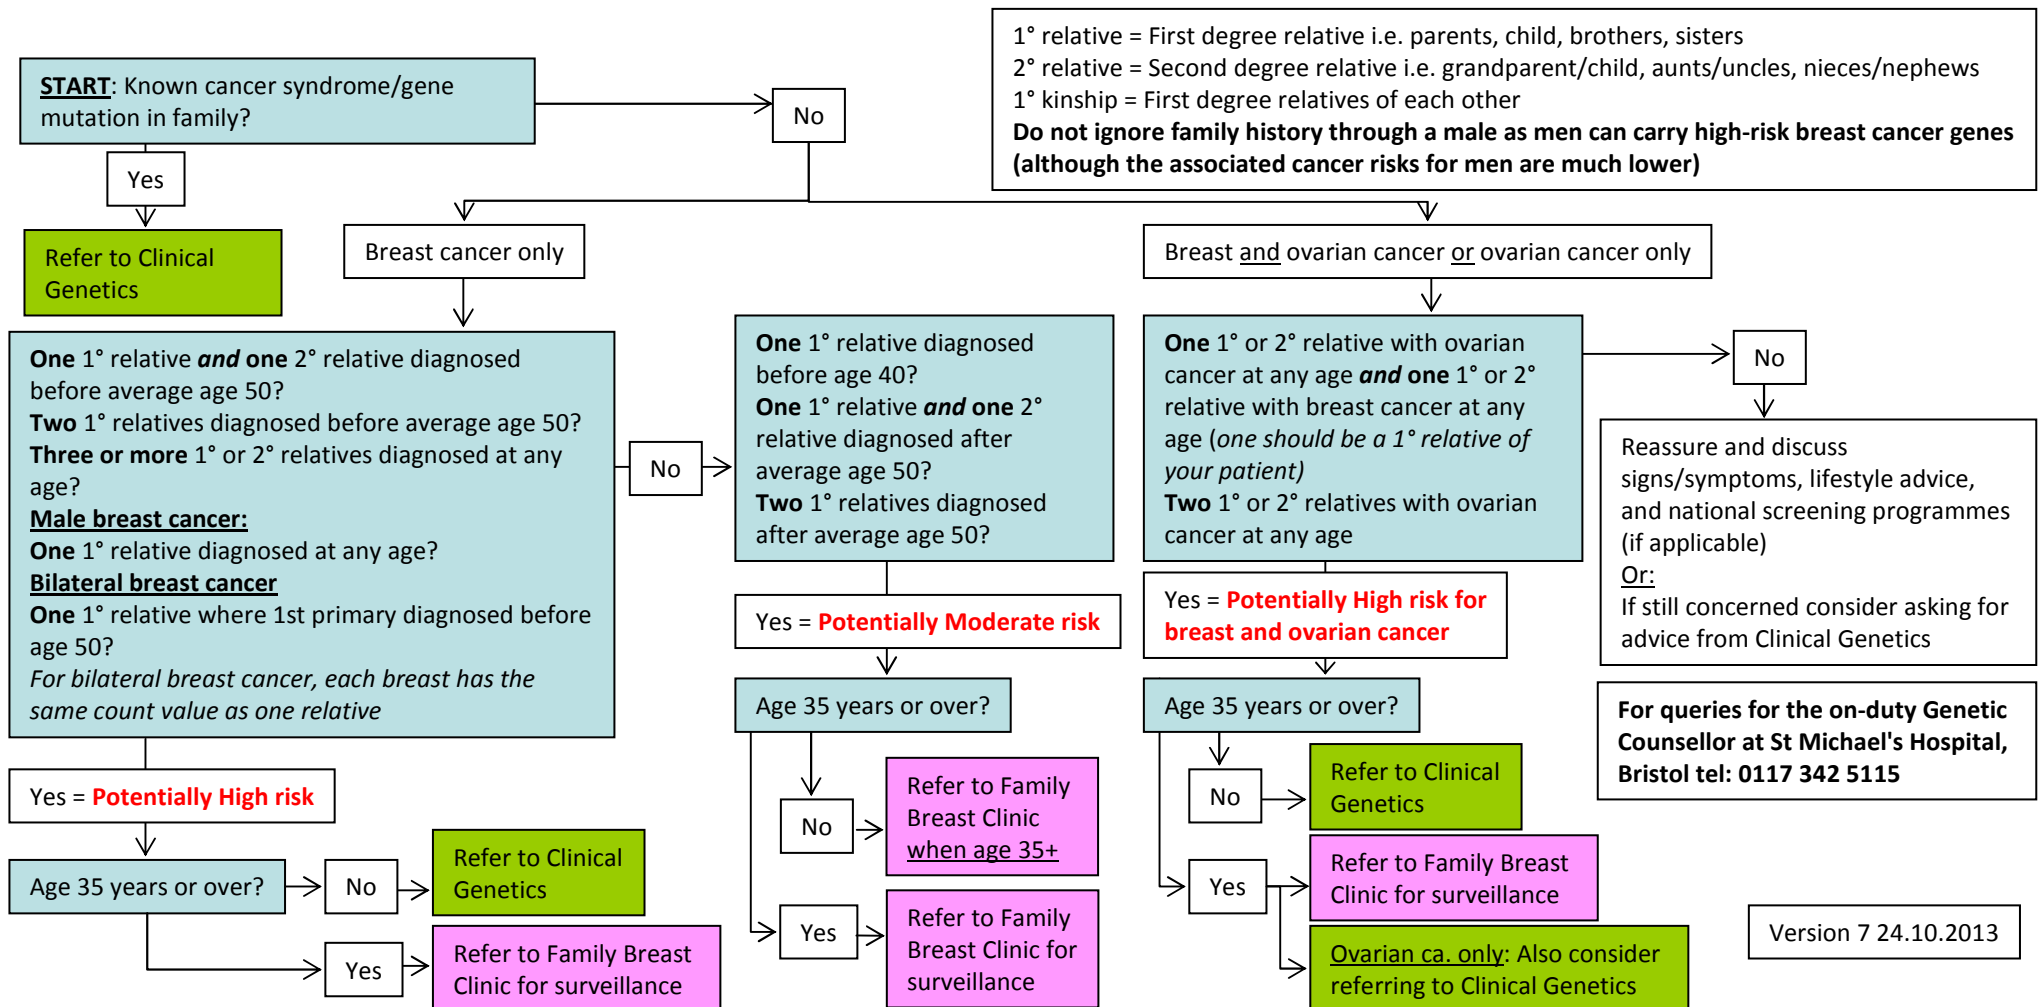 START: Known cancer syndrome/gene
mutation in family?
No
Yes
Refer to Clinical
Genetics
1° relative = First degree relative i.e. parents, child, brothers, sisters
2° relative = Second degree relative i.e. grandparent/child, aunts/uncles, nieces/nephews
1° kinship = First degree relatives of each other
Do not ignore family history through a male as men can carry high-risk breast cancer genes
(although the associated cancer risks for men are much lower)
Breast cancer only
Breast and ovarian cancer or ovarian cancer only
One 1° relative and one 2° relative diagnosed
before average age 50?
Two 1° relatives diagnosed before average age 50?
Three or more 1° or 2° relatives diagnosed at any
age?
Male breast cancer:
One 1° relative diagnosed at any age?
Bilateral breast cancer
One 1° relative where 1st primary diagnosed before
age 50?
For bilateral breast cancer, each breast has the
same count value as one relative
No
One 1° relative diagnosed
before age 40?
One 1° relative and one 2°
relative diagnosed after
average age 50?
Two 1° relatives diagnosed
after average age 50?
One 1° or 2° relative with ovarian
cancer at any age and one 1° or 2°
relative with breast cancer at any
age (one should be a 1° relative of
your patient)
Two 1° or 2° relatives with ovarian
cancer at any age
No
Reassure and discuss
signs/symptoms, lifestyle advice,
and national screening programmes
(if applicable)
Or:
If still concerned consider asking for
advice from Clinical Genetics
Yes = Potentially High risk
Age 35 years or over?
No
Refer to Clinical
Genetics
Yes
Refer to Family Breast
Clinic for surveillance
Yes = Potentially Moderate risk
Age 35 years or over?
No
Refer to Family
Breast Clinic
when age 35+
Yes
Refer to Family
Breast Clinic for
surveillance
Yes = Potentially High risk for
breast and ovarian cancer
Age 35 years or over?
No
Refer to Clinical
Genetics
Yes
Refer to Family Breast
Clinic for surveillance
Ovarian ca. only: Also consider
referring to Clinical Genetics
For queries for the on-duty Genetic
Counsellor at St Michael's Hospital,
Bristol tel: 0117 342 5115
Version 7 24.10.2013